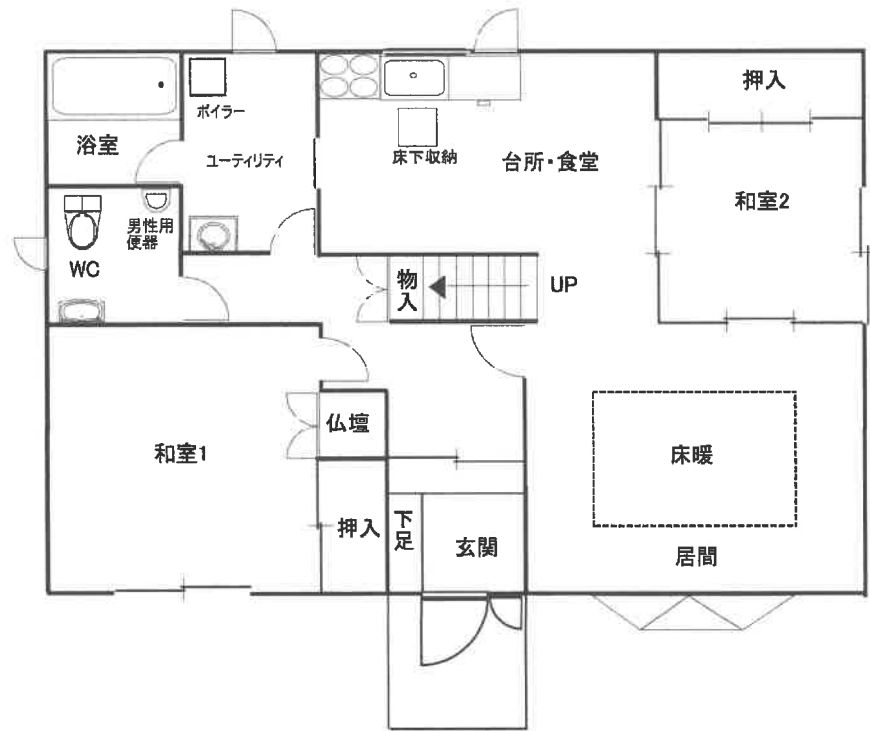 ボイラー
押入
浴室
ユーティリティ
床下収納
台所・食堂
和室2
男性用
便器
WC
物入
UP
仏壇
和室1
床暖
押入
下足
玄関
居間